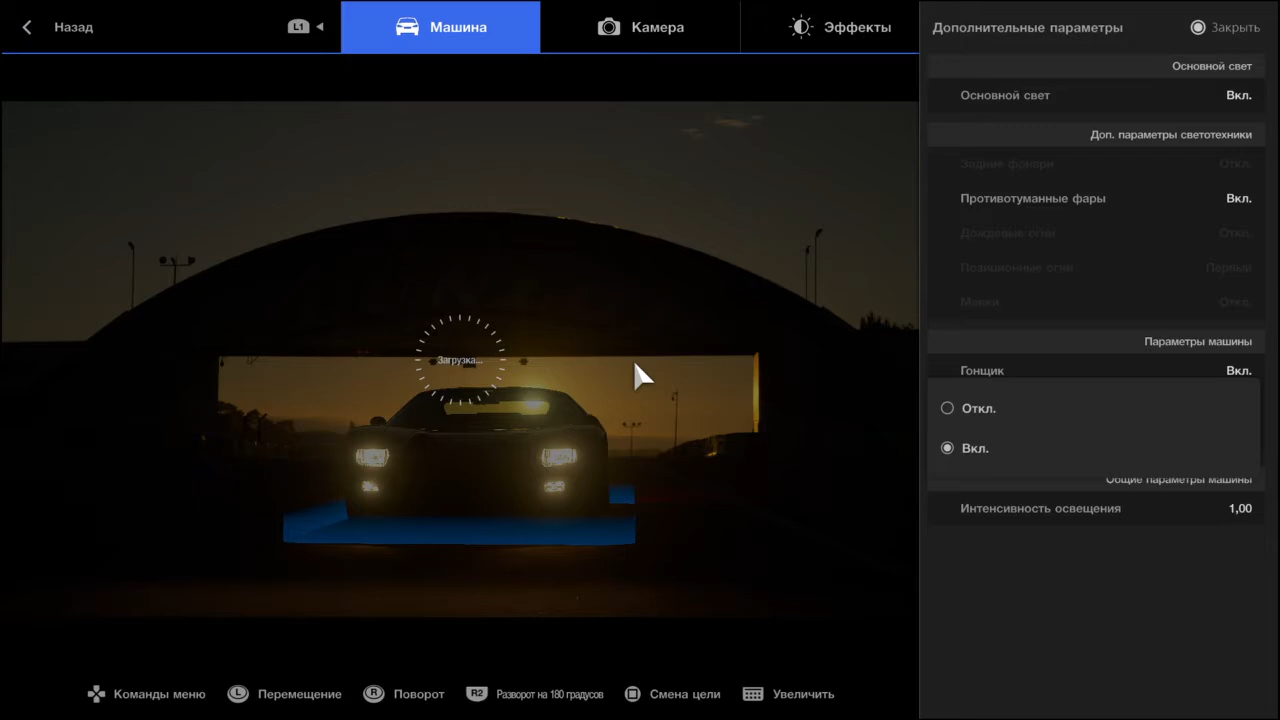 Назад
L1
Машина
Камера
Эффекты
Дополнительные параметры
Закрыть
Основной свет
Основной свет Вкл.
Доп. параметры светотехники
Задние фонари Откл.
Противотуманные фары Вкл.
Дождевые огни Откл.
Позиционные огни Первый
Маяки Откл.
Параметры машины
Гонщик Вкл.
Откл.
Вкл.
Общие параметры машины
Интенсивность освещения 1,00
Загрузка...
Команды меню
L Перемещение
R Поворот
R2 Разворот на 180 градусов
Смена цели
Увеличить